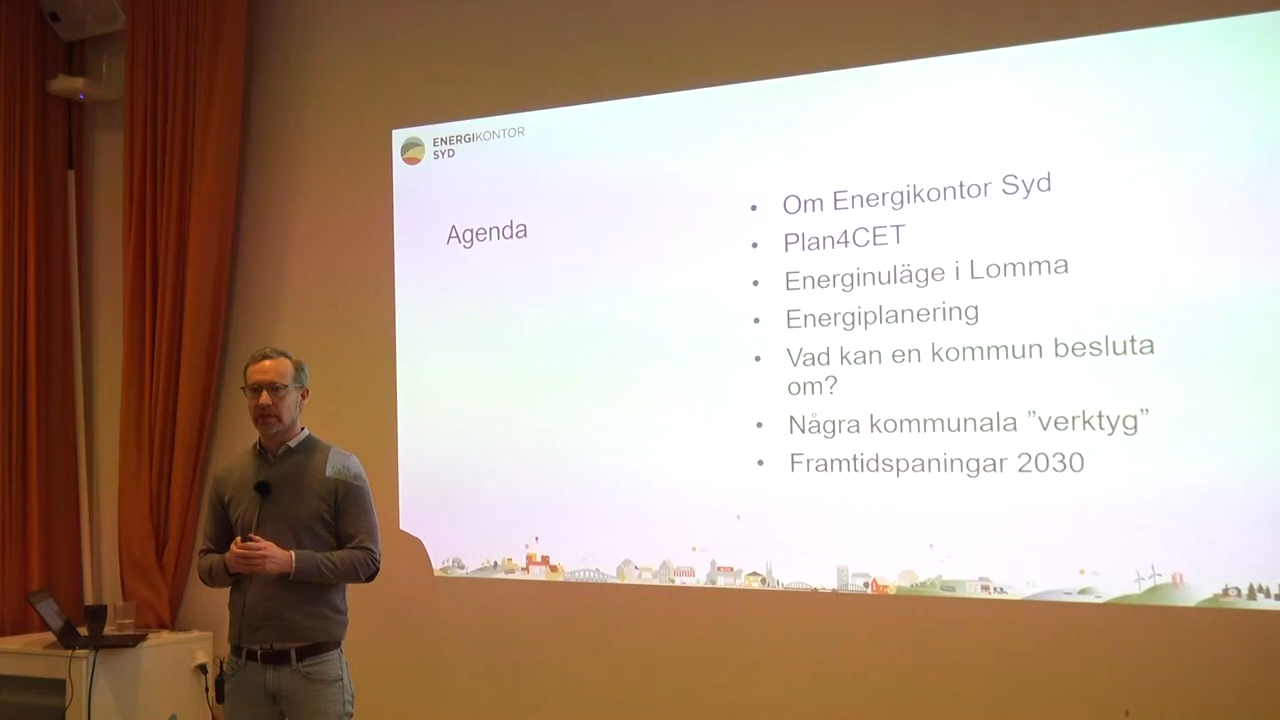 ENERGIKONTOR
SYD
Agenda
• Om Energikontor Syd
• Plan4CET
• Energinuläge i Lomma
• Energiplanering
• Vad kan en kommun besluta
om?
• Några kommunala ”verktyg”
• Framtidspaningar 2030